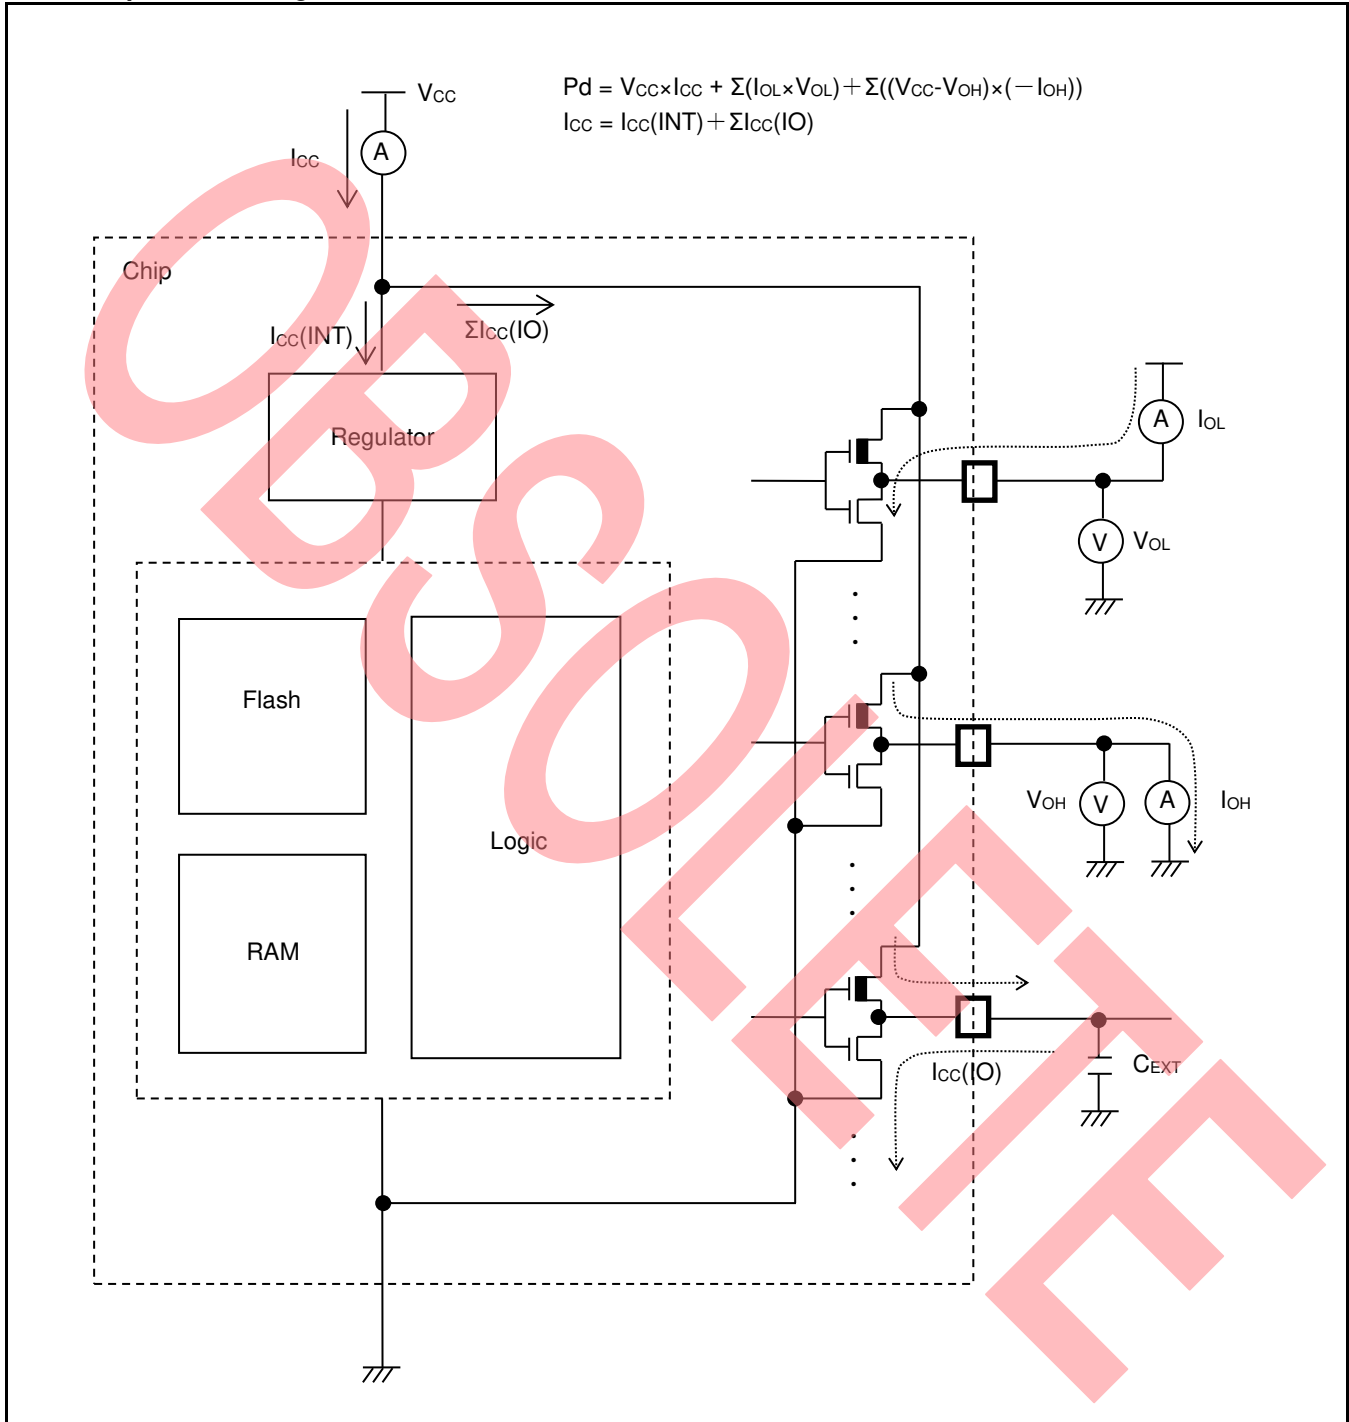 VCC
Pd = VCC×ICC + Σ(IOL×VOL)+Σ((VCC-VOH)×(-IOH))
ICC = ICC(INT)+ΣICC(IO)
A
ICC
Chip
ICC(INT)
ΣICC(IO)
Regulator
A
IOL
V
VOL
Flash
Logic
VOH
V
A
IOH
RAM
ICC(IO)
CEXT
OBSOLETE